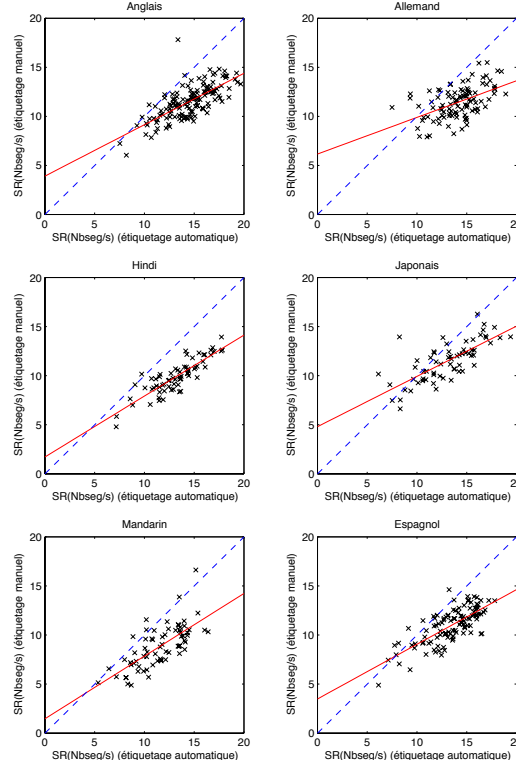 Anglais
20
15
10
5
0
SR(Nbseg/s) (étiquetage manuel)
0 5 10 15 20
SR(Nbseg/s) (étiquetage automatique)
Allemand
20
15
10
5
0
SR(Nbseg/s) (étiquetage manuel)
0 5 10 15 20
SR(Nbseg/s) (étiquetage automatique)
Hindi
20
15
10
5
0
SR(Nbseg/s) (étiquetage manuel)
0 5 10 15 20
SR(Nbseg/s) (étiquetage automatique)
Japonais
20
15
10
5
0
SR(Nbseg/s) (étiquetage manuel)
0 5 10 15 20
SR(Nbseg/s) (étiquetage automatique)
Mandarin
20
15
10
5
0
SR(Nbseg/s) (étiquetage manuel)
0 5 10 15 20
SR(Nbseg/s) (étiquetage automatique)
Espagnol
20
15
10
5
0
SR(Nbseg/s) (étiquetage manuel)
0 5 10 15 20
SR(Nbseg/s) (étiquetage automatique)